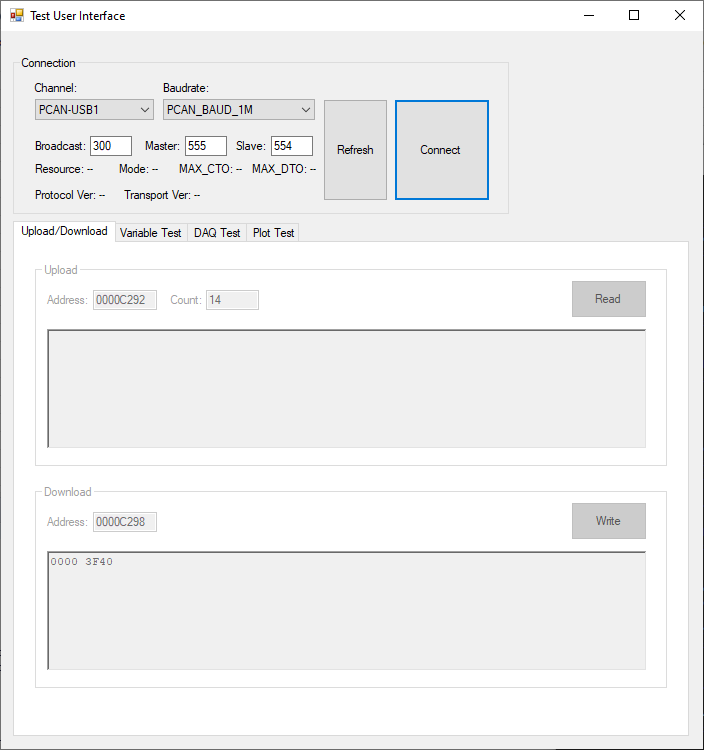 Test User Interface
Connection
Channel: Baudrate:
PCAN-USB1 PCAN_BAUD_1M
Refresh Connect
Broadcast: 300 Master: 555 Slave: 554
Resource: -- Mode: -- MAX_CTO: -- MAX_DTO: --
Protocol Ver: -- Transport Ver: --
Upload/Download Variable Test DAQ Test Plot Test
Upload
Address: 0000C292 Count: 14 Read
Download
Address: 0000C298 Write
0000 3F40